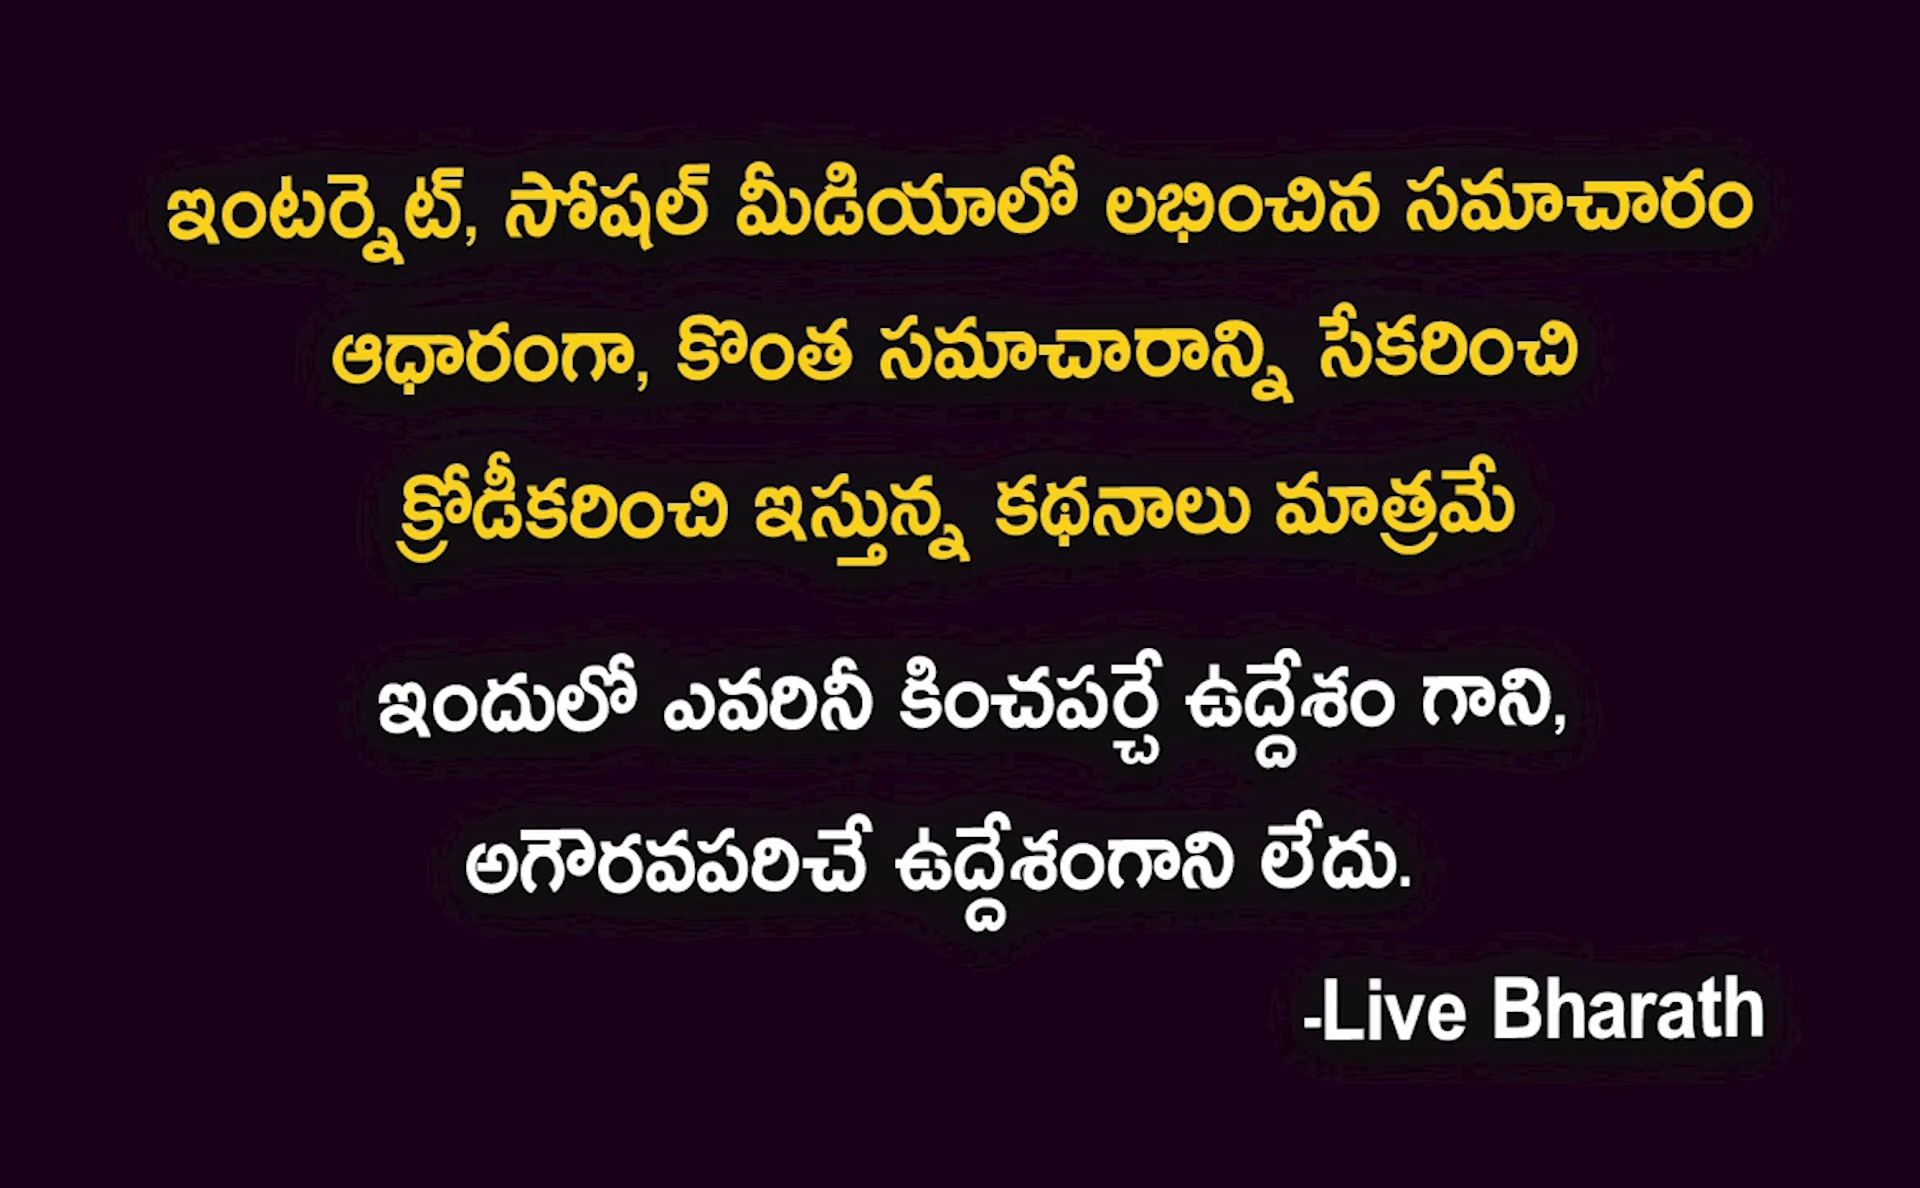 ఇంటర్నెట్, సోషల్ మీడియాలో లభించిన సమాచారం
ఆధారంగా, కొంత సమాచారాన్ని సేకరించి
క్రోడీకరించి ఇస్తున్న కథనాలు మాత్రమే
ఇందులో ఎవరినీ కించపర్చే ఉద్దేశం గాని,
అగౌరవపరిచే ఉద్దేశంగాని లేదు.
-Live Bharath